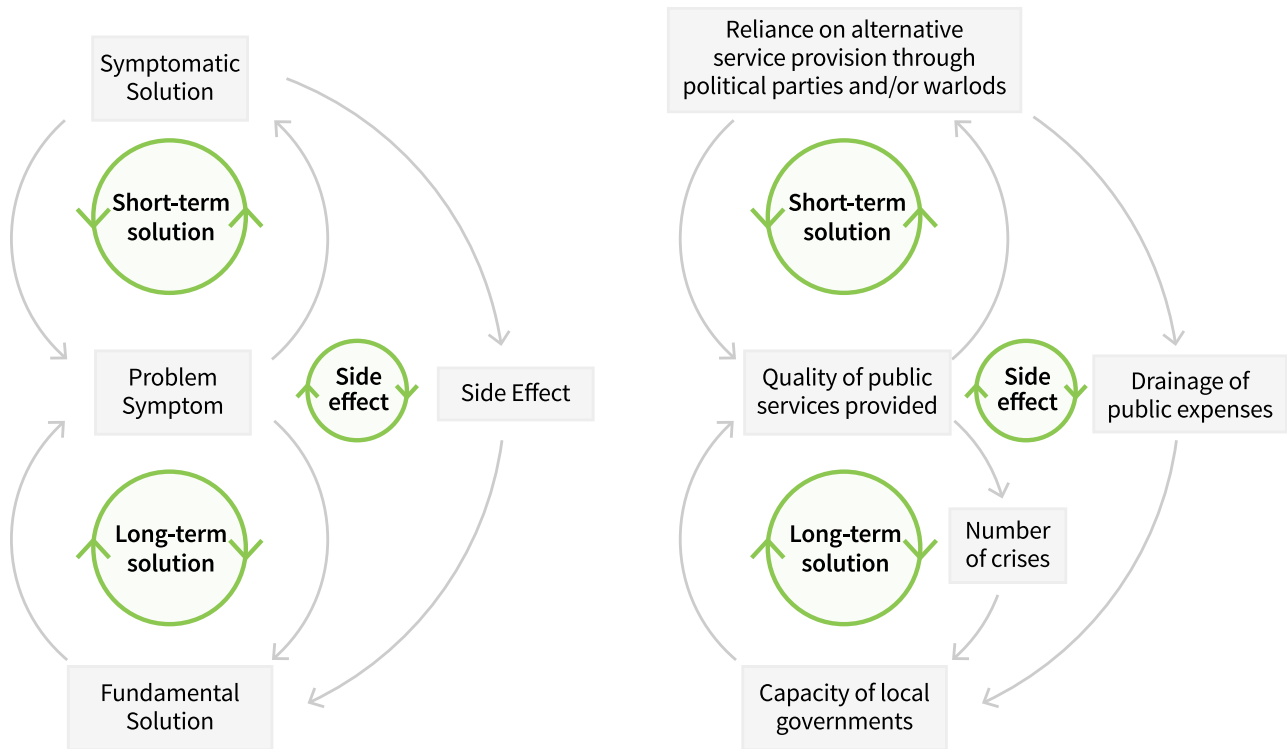 Symptomatic
Solution
Short-term
solution
Problem
Symptom
Side
effect
Side Effect
Long-term
solution
Fundamental
Solution
Reliance on alternative
service provision through
political parties and/or warlods
Short-term
solution
Quality of public
services provided
Side
effect
Drainage of
public expenses
Long-term
solution
Number
of crises
Capacity of local
governments